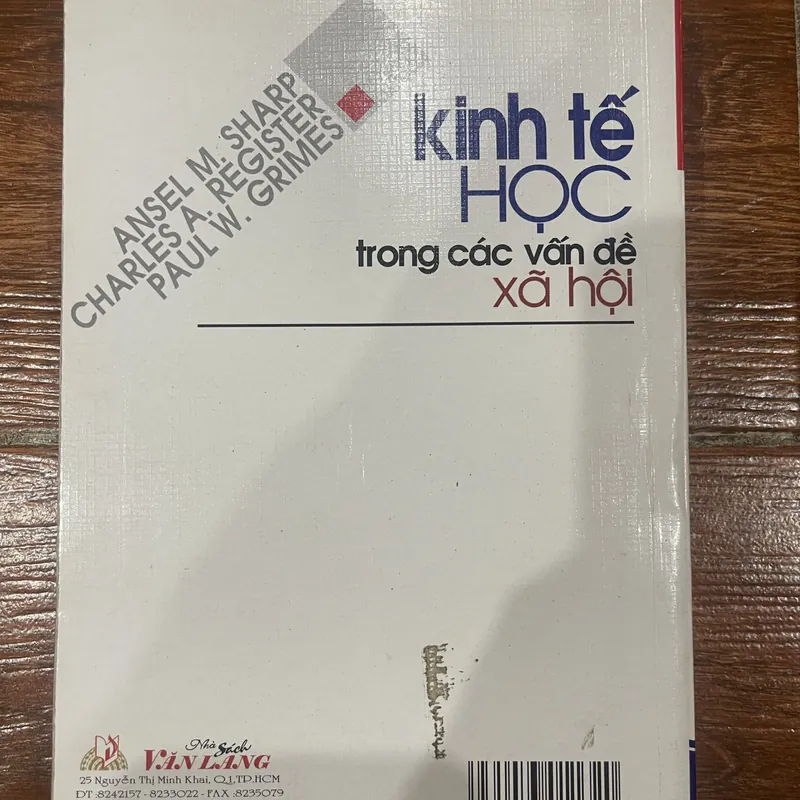 ANSEL M. SHARP
CHARLES A. REGISTER
PAUL W. GRIMES
kinh tế
HỌC
trong các vấn đề
xã hội
Nhà sách
VĂN LANG
25 Nguyễn Thị Minh Khai, Q.1,TP.HCM
ĐT :8242157 - 8233022 - FAX :8235079